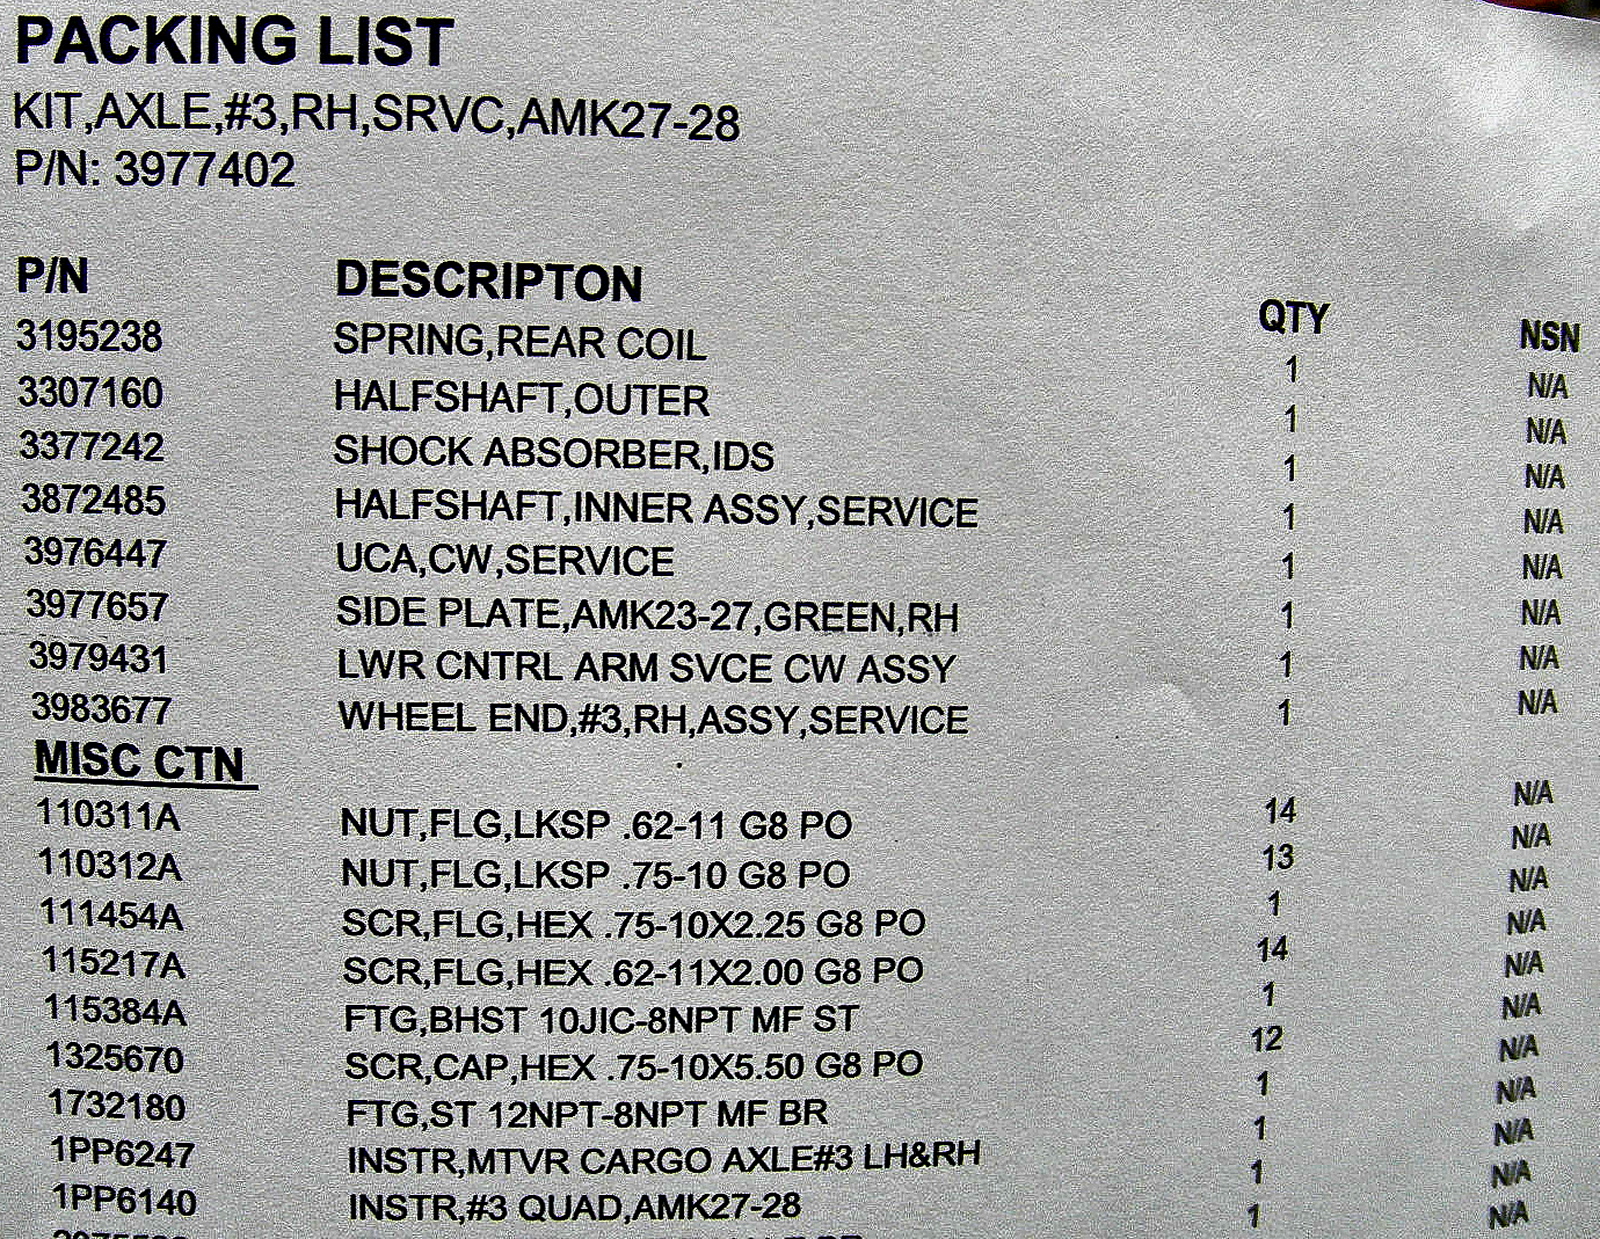 PACKING LIST
KIT,AXLE,#3,RH,SRVC,AMK27-28
P/N: 3977402
P/N DESCRIPTON QTY NSN
3195238 SPRING,REAR COIL 1 N/A
3307160 HALFSHAFT,OUTER 1 N/A
3377242 SHOCK ABSORBER,IDS 1 N/A
3872485 HALFSHAFT,INNER ASSY,SERVICE 1 N/A
3976447 UCA,CW,SERVICE 1 N/A
3977657 SIDE PLATE,AMK23-27,GREEN,RH 1 N/A
3979431 LWR CNTRL ARM SVCE CW ASSY 1 N/A
3983677 WHEEL END,#3,RH,ASSY,SERVICE 1 N/A
MISC CTN N/A
110311A NUT,FLG,LKSP .62-11 G8 PO 14 N/A
110312A NUT,FLG,LKSP .75-10 G8 PO 13 N/A
111454A SCR,FLG,HEX .75-10X2.25 G8 PO 1 N/A
115217A SCR,FLG,HEX .62-11X2.00 G8 PO 14 N/A
115384A FTG,BHST 10JIC-8NPT MF ST 1 N/A
1325670 SCR,CAP,HEX .75-10X5.50 G8 PO 12 N/A
1732180 FTG,ST 12NPT-8NPT MF BR 1 N/A
1PP6247 INSTR,MTVR CARGO AXLE#3 LH&RH 1 N/A
1PP6140 INSTR,#3 QUAD,AMK27-28 1 N/A
1 N/A